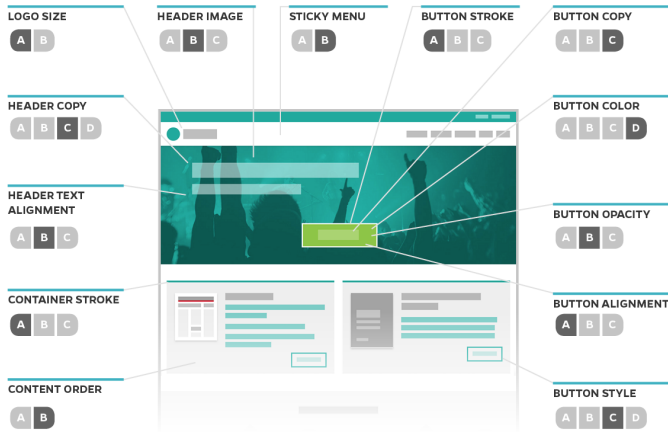 LOGO SIZE
A B
HEADER IMAGE
A B C
STICKY MENU
A B
BUTTON STROKE
A B C
BUTTON COPY
A B C
HEADER COPY
A B C D
BUTTON COLOR
A B C D
HEADER TEXT
ALIGNMENT
A B C
BUTTON OPACITY
A B C
CONTAINER STROKE
A B C
BUTTON ALIGNMENT
A B C
CONTENT ORDER
A B
BUTTON STYLE
A B C D